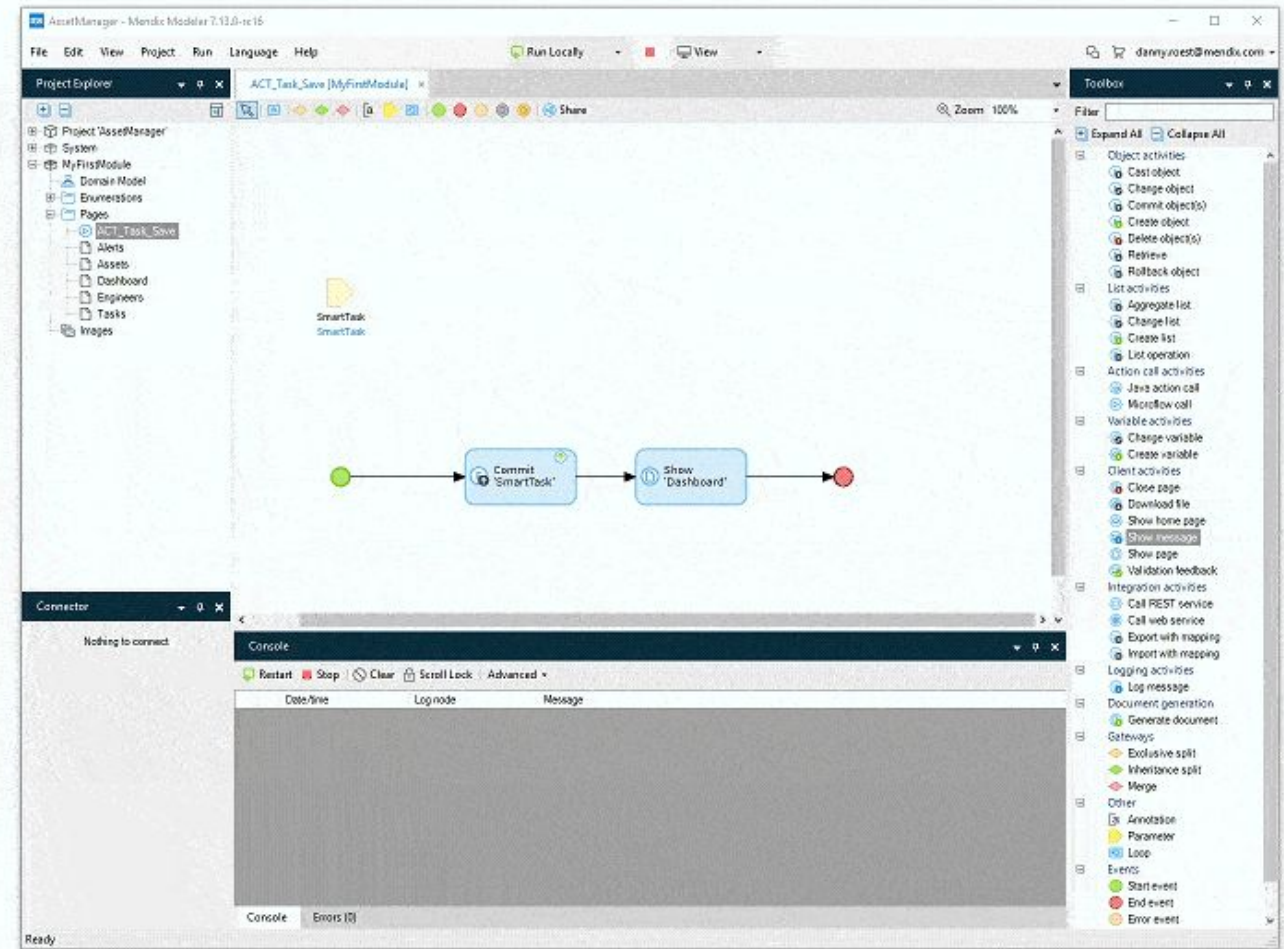 AssetManager - Mendix Modeler 7.13.0-rc16
File Edit View Project Run Language Help
Run Locally
View
danny.roest@mendix.com
Project Explorer
Project 'AssetManager'
System
MyFirstModule
Domain Model
Enumerations
Pages
ACT_Task_Save
Alerts
Assets
Dashboard
Engineers
Tasks
Images
Connector
Nothing to connect
ACT_Task_Save [MyFirstModule]
Share
Zoom 100%
SmartTask
SmartTask
Commit
'SmartTask'
Show
'Dashboard'
Console
Restart Stop Clear Scroll Lock Advanced
Date/time Log node Message
Console Errors (0)
Toolbox
Filter
Expand All Collapse All
Object activities
Cast object
Change object
Commit object(s)
Create object
Delete object(s)
Retrieve
Rollback object
List activities
Aggregate list
Change list
Create list
List operation
Action call activities
Java action call
Microflow call
Variable activities
Change variable
Create variable
Client activities
Close page
Download file
Show home page
Show message
Show page
Validation feedback
Integration activities
Call REST service
Call web service
Export with mapping
Import with mapping
Logging activities
Log message
Document generation
Generate document
Gateways
Exclusive split
Inheritance split
Merge
Other
Annotation
Parameter
Loop
Events
Start event
End event
Error event
Ready